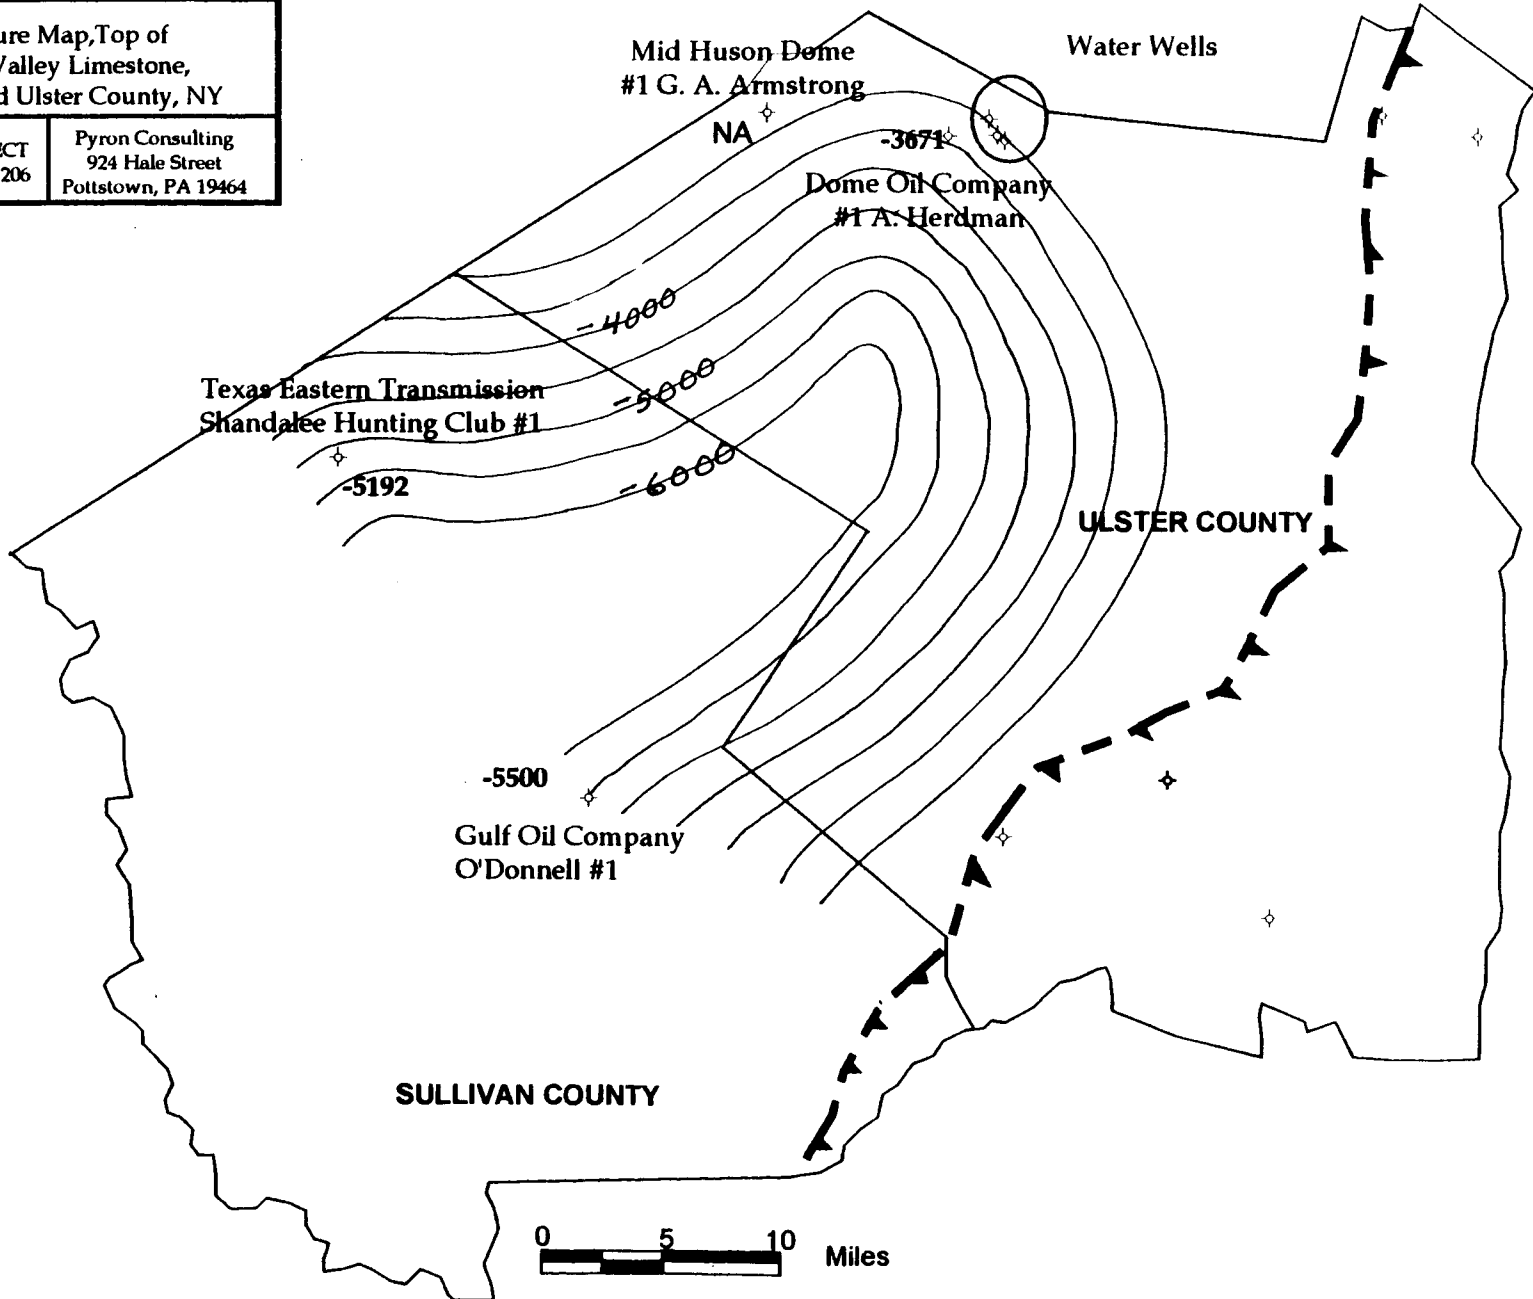 ure Map,Top of
Valley Limestone,
d Ulster County, NY
ECT
206
Pyron Consulting
924 Hale Street
Pottstown, PA 19464
Mid Huson Dome
#1 G. A. Armstrong
NA
Water Wells
-3671
Dome Oil Company
#1 A. Herdman
-4000
-5000
-6000
Texas Eastern Transmission
Shandalee Hunting Club #1
-5192
ULSTER COUNTY
-5500
Gulf Oil Company
O'Donnell #1
SULLIVAN COUNTY
0 5 10 Miles